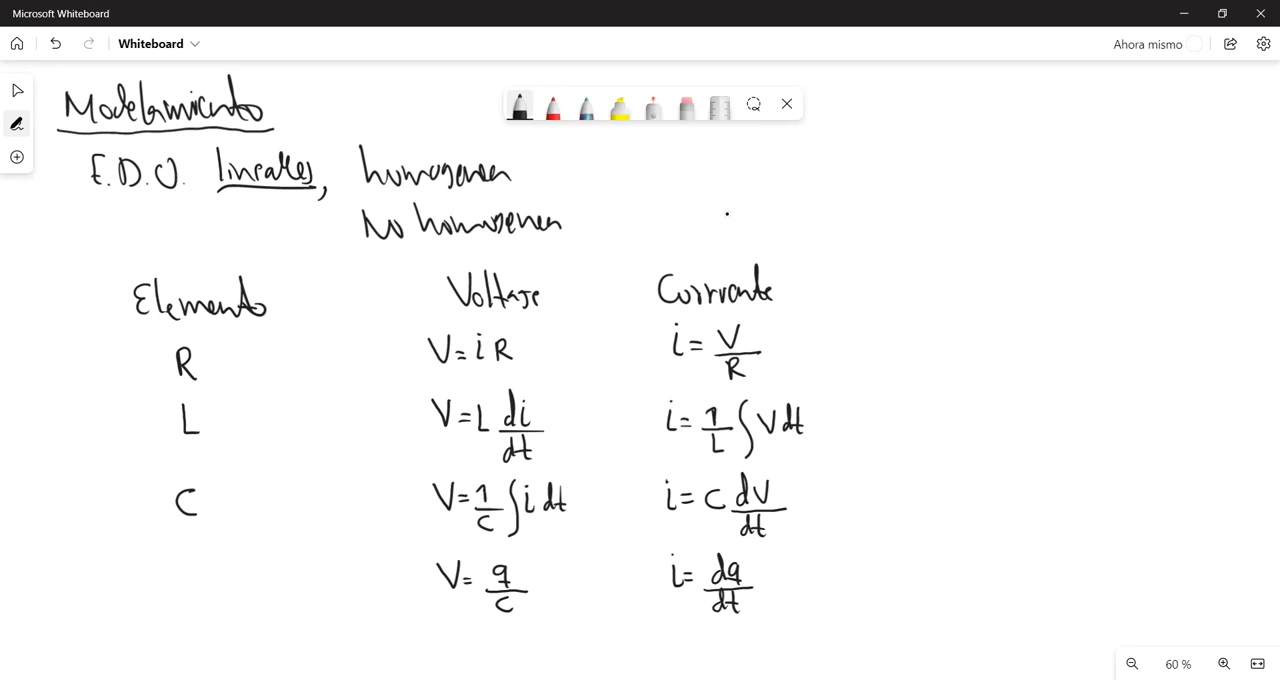 Microsoft Whiteboard
Whiteboard
Ahora mismo
Modelamiento
E.D.O. lineales, homogenea
No homogenea
Elemento Voltaje Corriente
R V = i R i = V/R
L V = L di/dt i = 1/L ∫ V dt
C V = 1/C ∫ i dt i = C dV/dt
V = q/C i = dq/dt
60 %